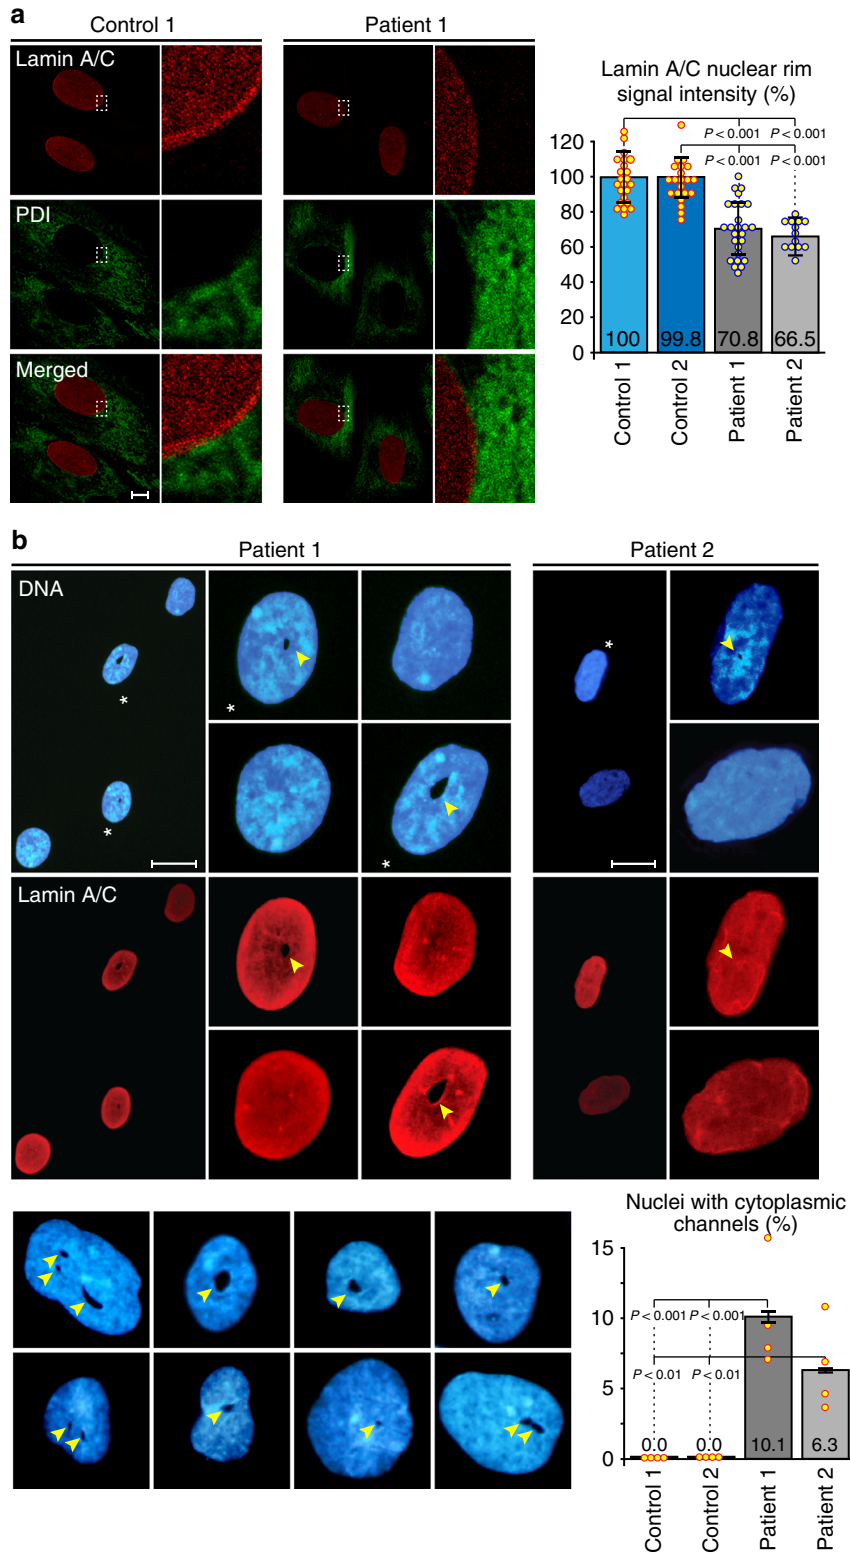 a
Control 1
Patient 1
Lamin A/C
PDI
Merged
Lamin A/C nuclear rim
signal intensity (%)
120
100
80
60
40
20
0
P < 0.001 P < 0.001
P < 0.001 P < 0.001
100 99.8 70.8 66.5
Control 1
Control 2
Patient 1
Patient 2
b
Patient 1
Patient 2
DNA
*
*
*
*
*
Lamin A/C
Nuclei with cytoplasmic
channels (%)
15
10
5
0
P < 0.001 P < 0.001
P < 0.01 P < 0.01
0.0 0.0 10.1 6.3
Control 1
Control 2
Patient 1
Patient 2